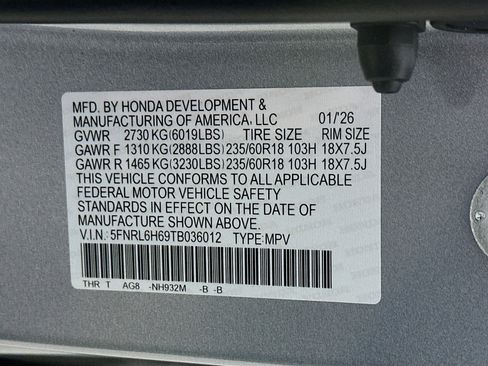 MFD. BY HONDA DEVELOPMENT &
MANUFACTURING OF AMERICA, LLC 01/'26
GVWR 2730 KG(6019LBS) TIRE SIZE RIM SIZE
GAWR F 1310 KG(2888LBS) 235/60R18 103H 18X7.5J
GAWR R 1465 KG(3230LBS) 235/60R18 103H 18X7.5J
THIS VEHICLE CONFORMS TO ALL APPLICABLE
FEDERAL MOTOR VEHICLE SAFETY
STANDARDS IN EFFECT ON THE DATE OF
MANUFACTURE SHOWN ABOVE.
V.I.N.: 5FNRL6H69TB036012 TYPE: MPV
THR T AG8 -NH932M -B -B